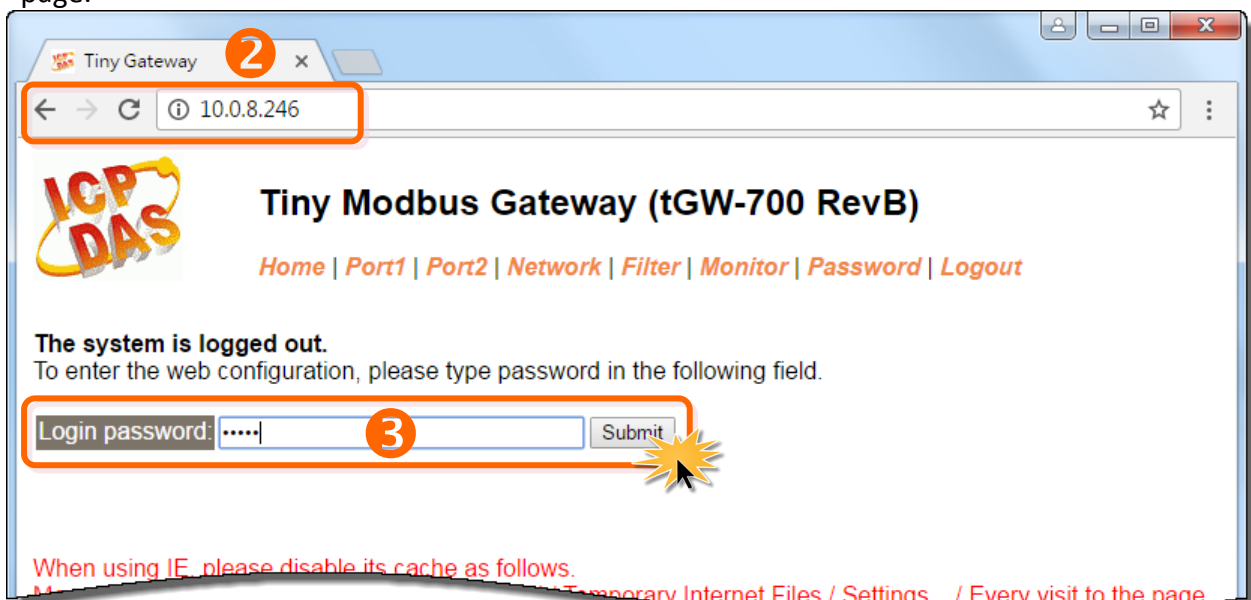 page.
Tiny Gateway
2
10.0.8.246
ICP
DAS
Tiny Modbus Gateway (tGW-700 RevB)
Home | Port1 | Port2 | Network | Filter | Monitor | Password | Logout
The system is logged out.
To enter the web configuration, please type password in the following field.
Login password: ••••• 3 Submit
When using IE, please disable its cache as follows.
Temporary Internet Files / Settings... / Every visit to the page